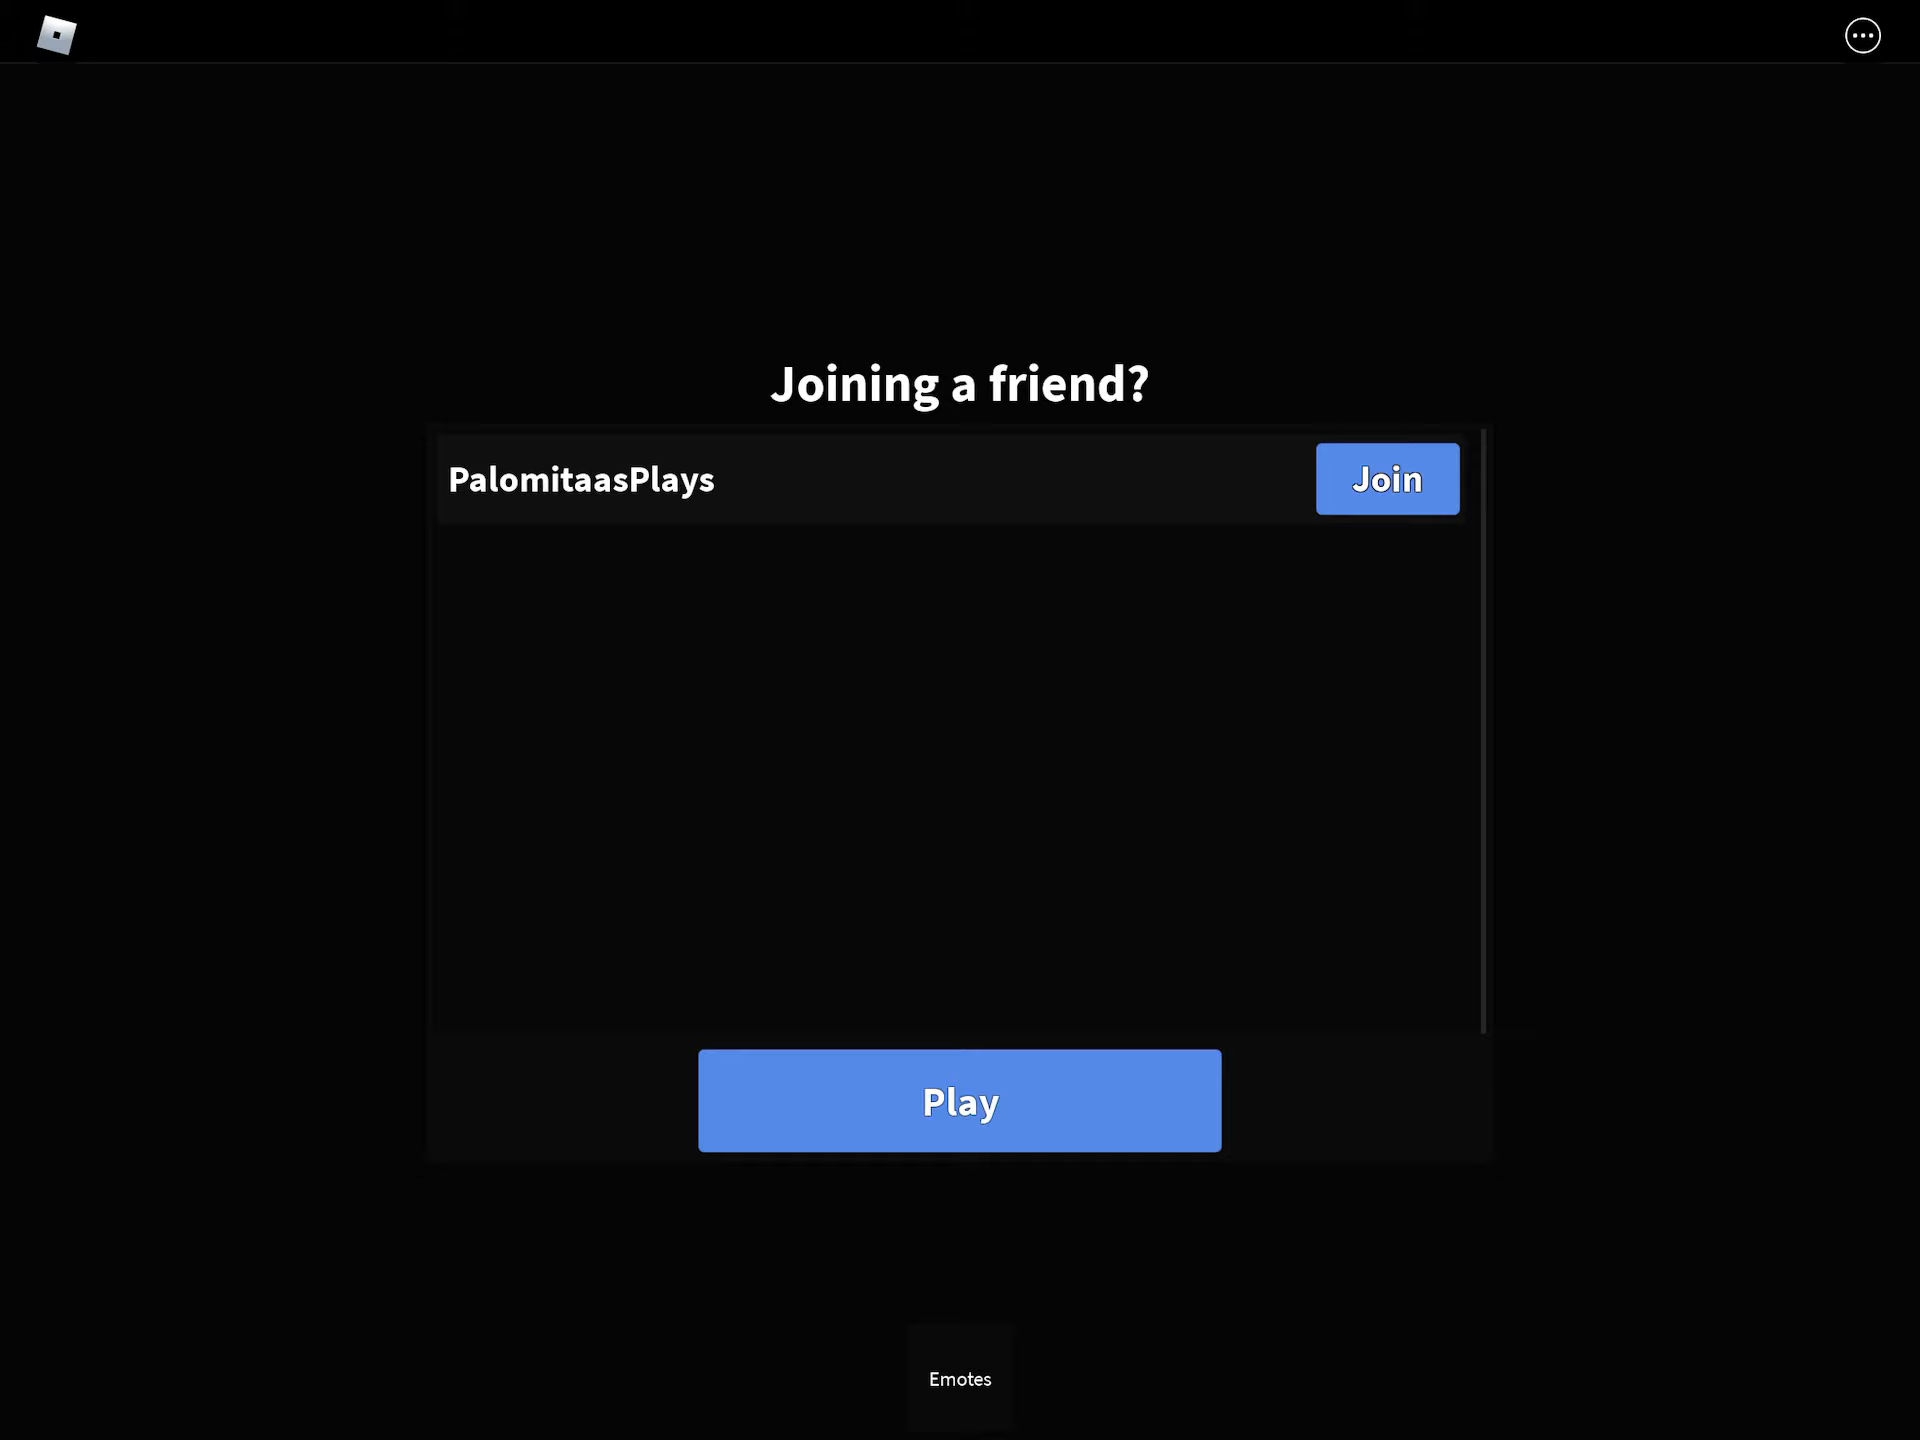 Joining a friend?
PalomitaasPlays
Join
Play
Emotes